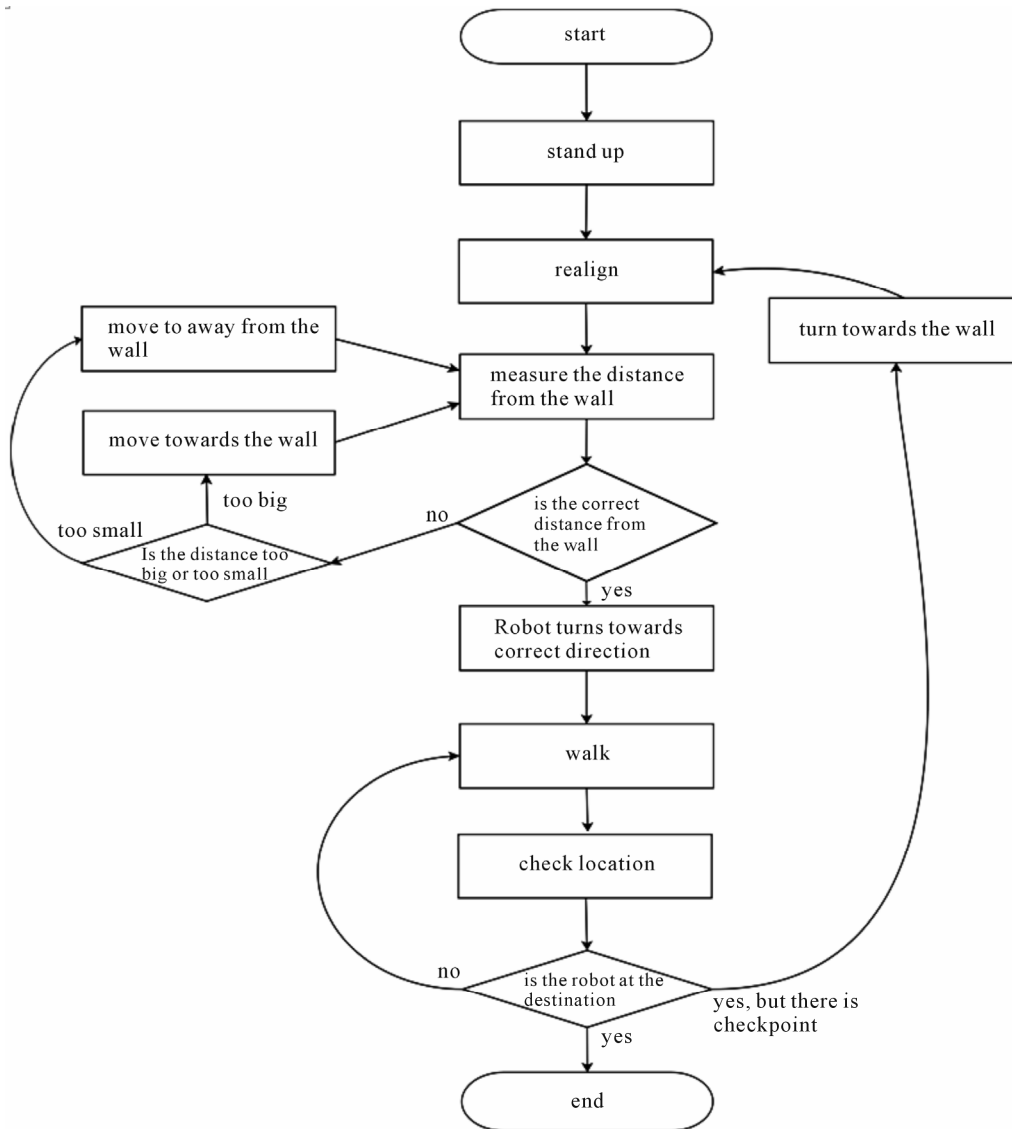 start
stand up
realign
move to away from the
wall
turn towards the wall
measure the distance
from the wall
move towards the wall
too big
no
is the correct
distance from
the wall
too small
Is the distance too
big or too small
yes
Robot turns towards
correct direction
walk
check location
no
is the robot at the
destination
yes, but there is
checkpoint
yes
end